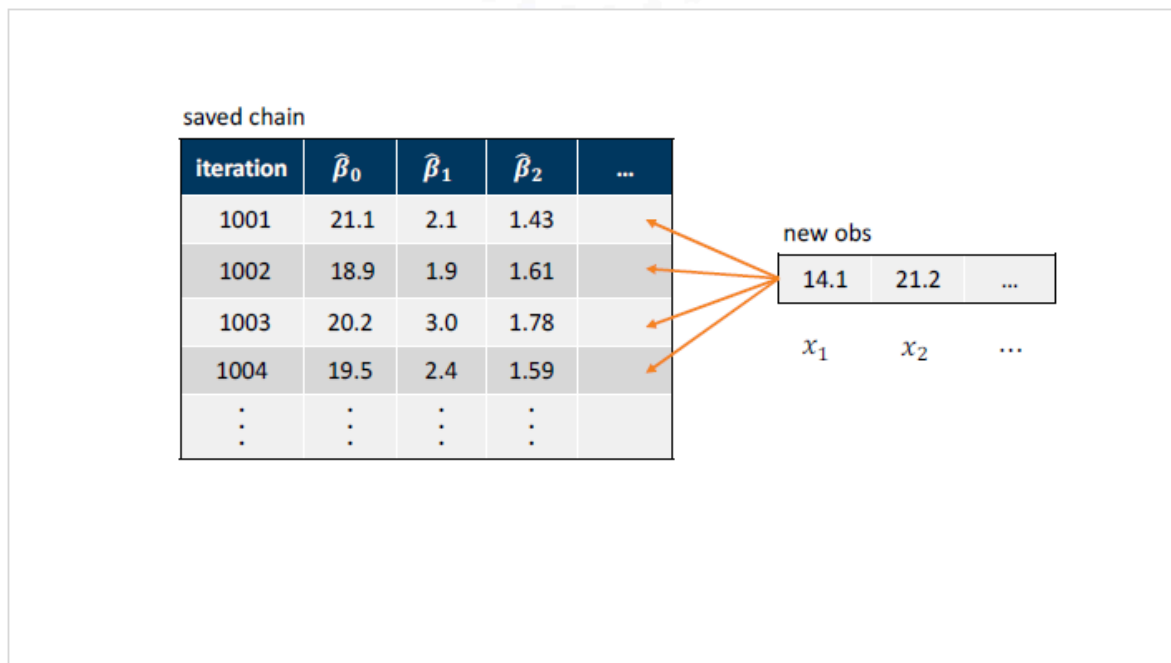 saved chain
iteration β̂₀ β̂₁ β̂₂ ...
1001 21.1 2.1 1.43
1002 18.9 1.9 1.61
1003 20.2 3.0 1.78
1004 19.5 2.4 1.59
⋮ ⋮ ⋮ ⋮
new obs
14.1 21.2 ...
x₁ x₂ ...